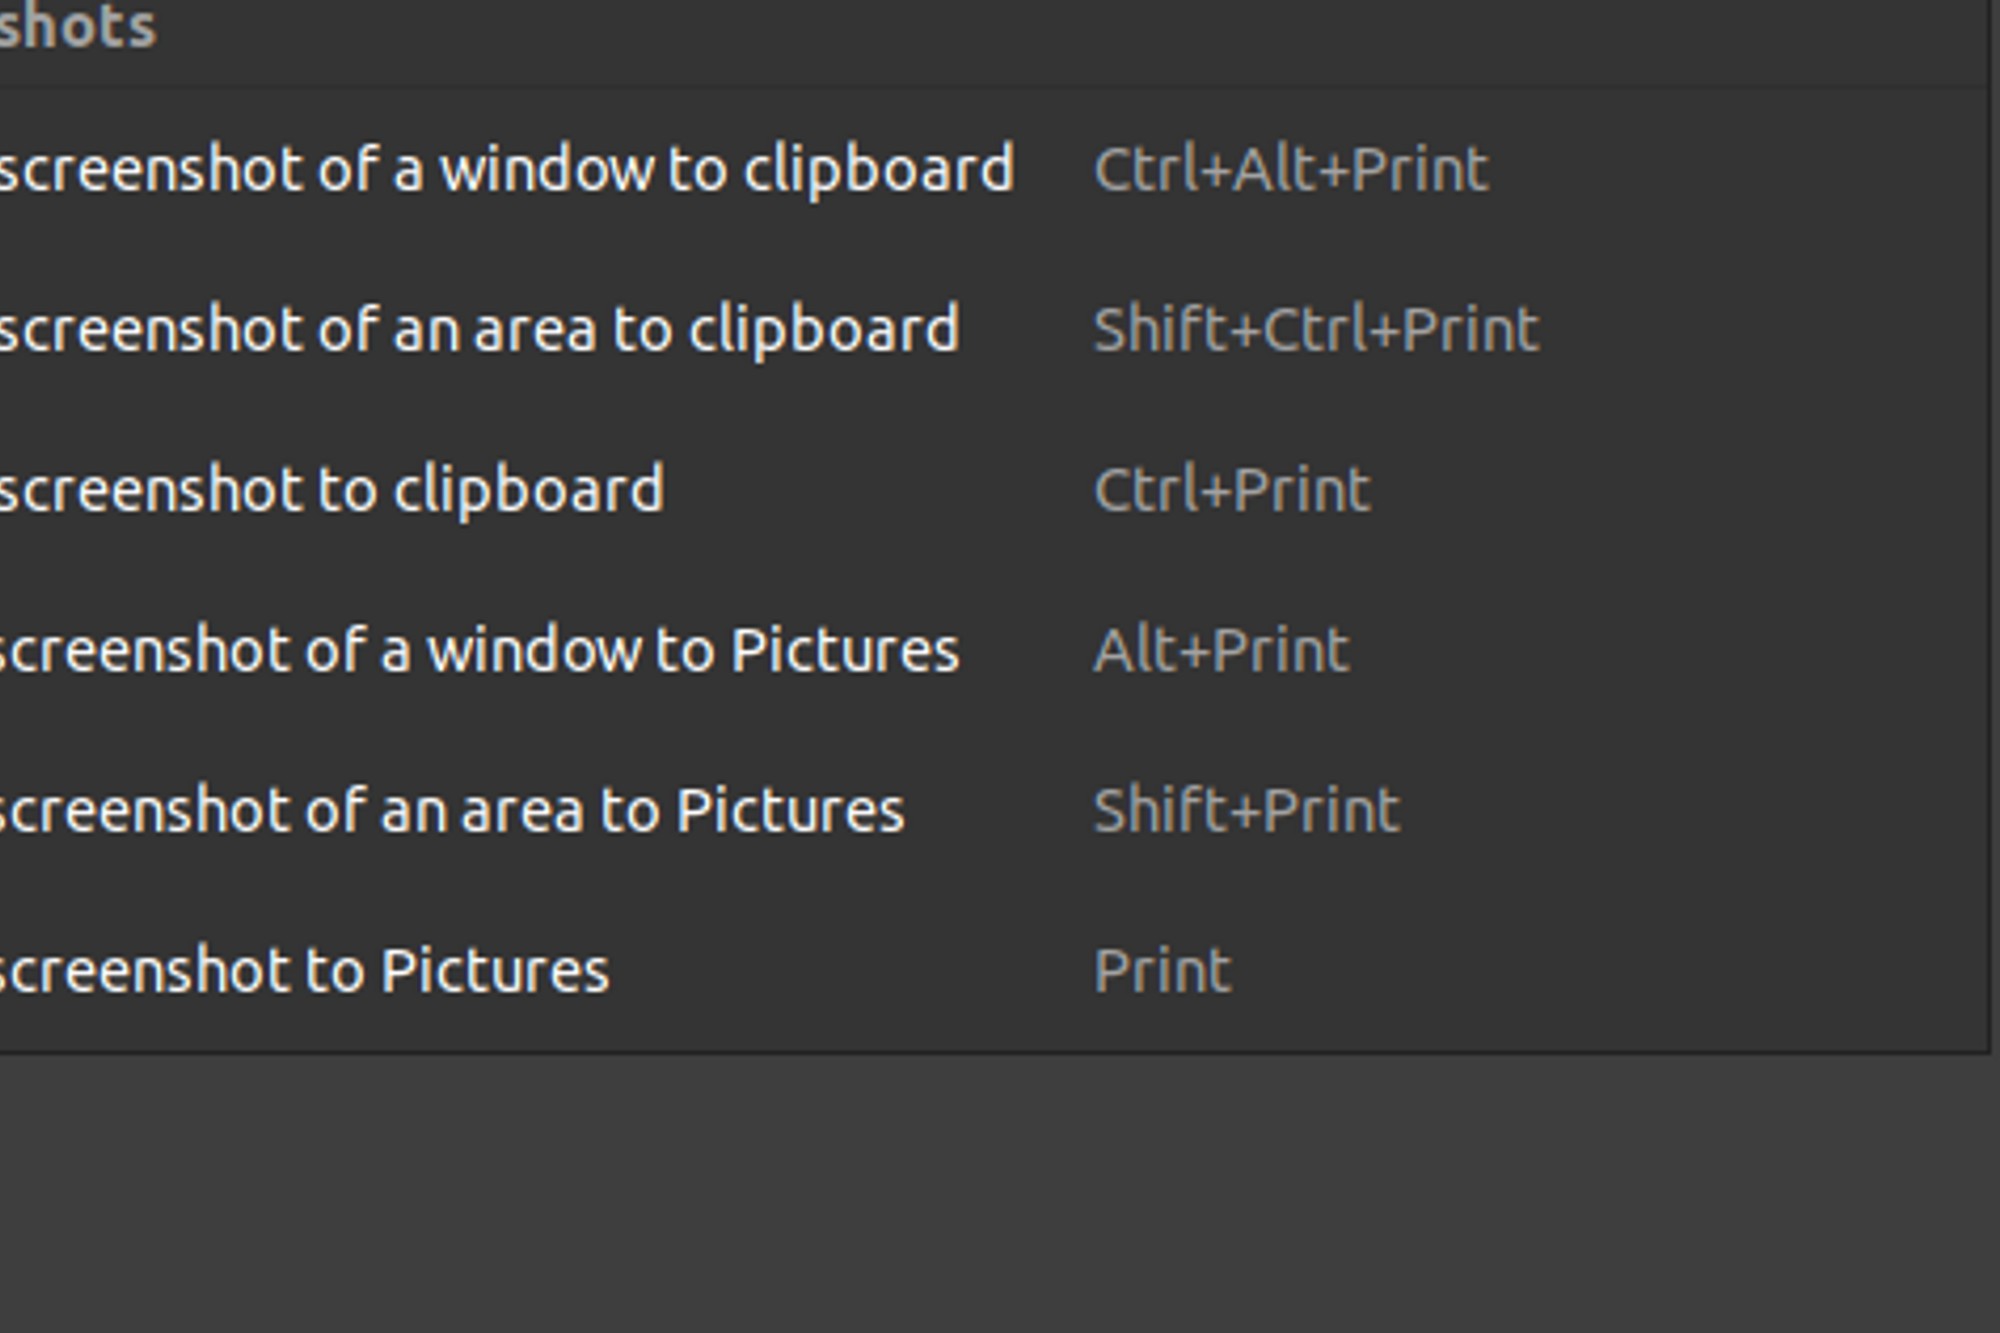 shots
screenshot of a window to clipboard Ctrl+Alt+Print
screenshot of an area to clipboard Shift+Ctrl+Print
screenshot to clipboard Ctrl+Print
screenshot of a window to Pictures Alt+Print
screenshot of an area to Pictures Shift+Print
screenshot to Pictures Print